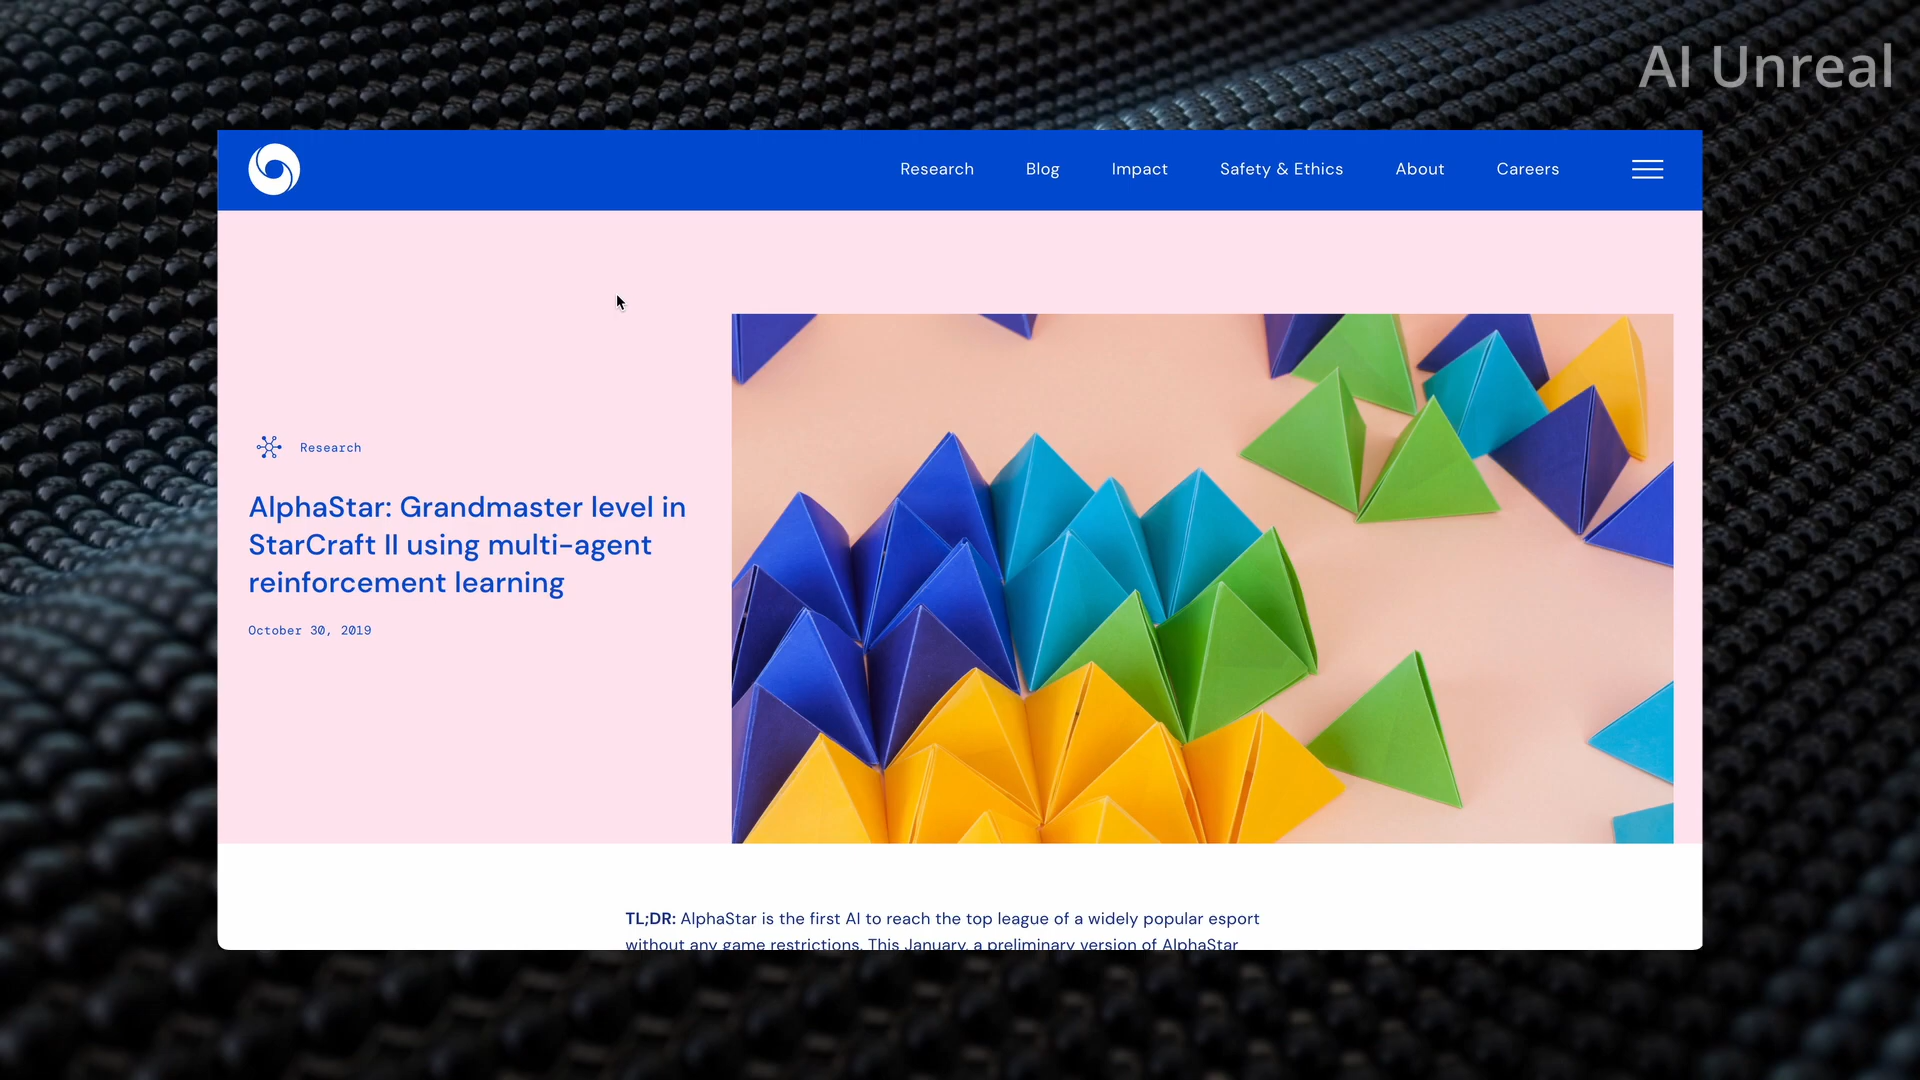 AI Unreal
Research Blog Impact Safety & Ethics About Careers
Research
AlphaStar: Grandmaster level in
StarCraft II using multi-agent
reinforcement learning
October 30, 2019
TL;DR: AlphaStar is the first AI to reach the top league of a widely popular esport
without any game restrictions. This January, a preliminary version of AlphaStar